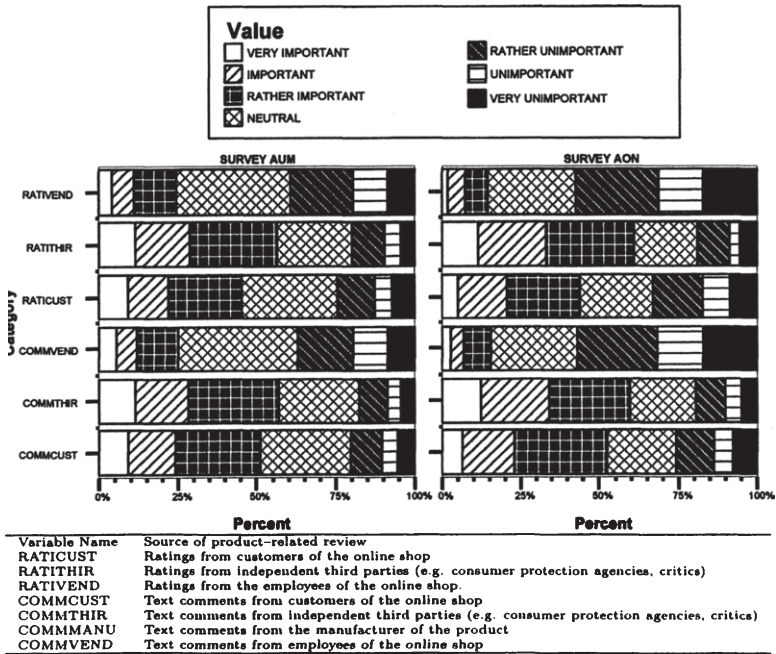 Value
VERY IMPORTANT
IMPORTANT
RATHER IMPORTANT
NEUTRAL
RATHER UNIMPORTANT
UNIMPORTANT
VERY UNIMPORTANT
SURVEY AUM
SURVEY AON
Category
RATIVEND
RATITHIR
RATICUST
COMMVEND
COMMTHIR
COMMCUST
0% 25% 50% 75% 100%
0% 25% 50% 75% 100%
Percent
Percent
Variable Name Source of product-related review
RATICUST Ratings from customers of the online shop
RATITHIR Ratings from independent third parties (e.g. consumer protection agencies, critics)
RATIVEND Ratings from the employees of the online shop.
COMMCUST Text comments from customers of the online shop
COMMTHIR Text comments from independent third parties (e.g. consumer protection agencies, critics)
COMMMANU Text comments from the manufacturer of the product
COMMVEND Text comments from employees of the online shop